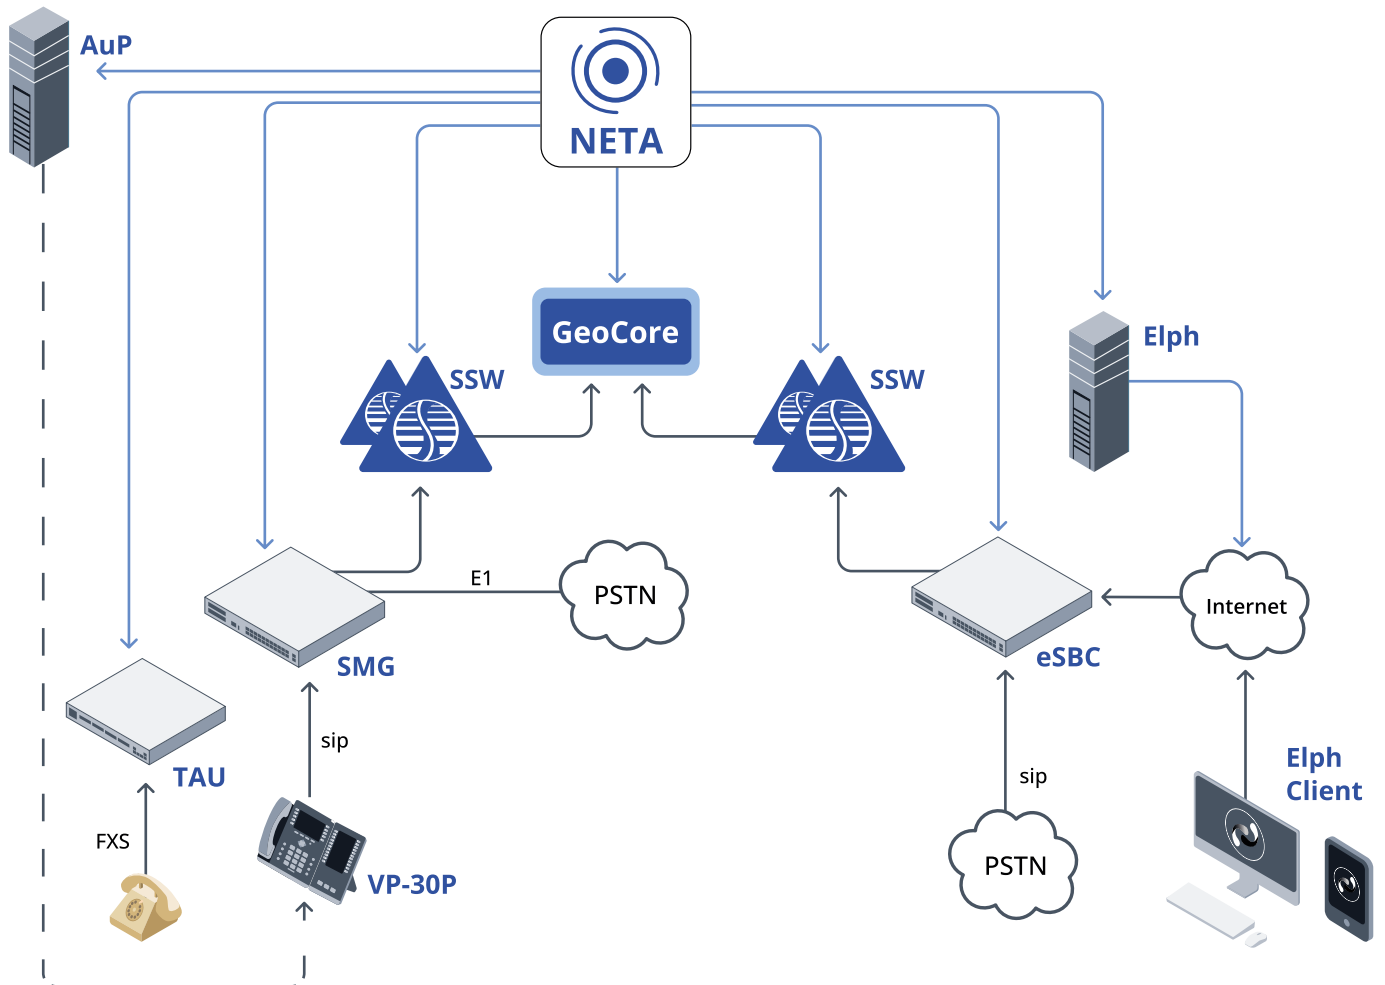 AuP
NETA
GeoCore
Elph
SSW
SSW
E1
PSTN
Internet
SMG
eSBC
sip
TAU
sip
Elph
Client
FXS
PSTN
VP-30P